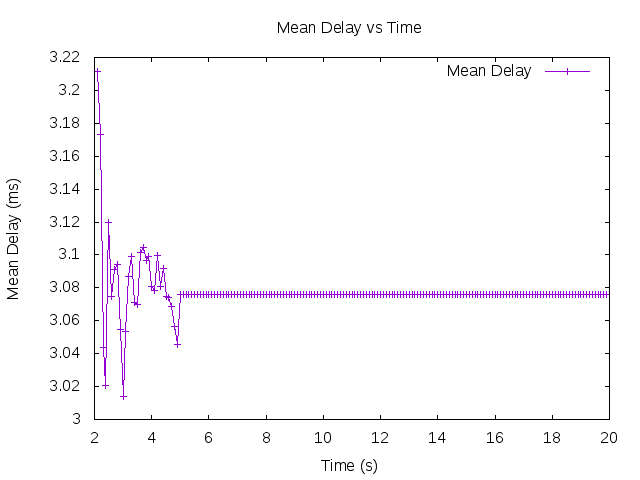 Mean Delay vs Time
Mean Delay
3.22
3.2
3.18
3.16
3.14
3.12
3.1
3.08
3.06
3.04
3.02
3
Mean Delay (ms)
2 4 6 8 10 12 14 16 18 20
Time (s)